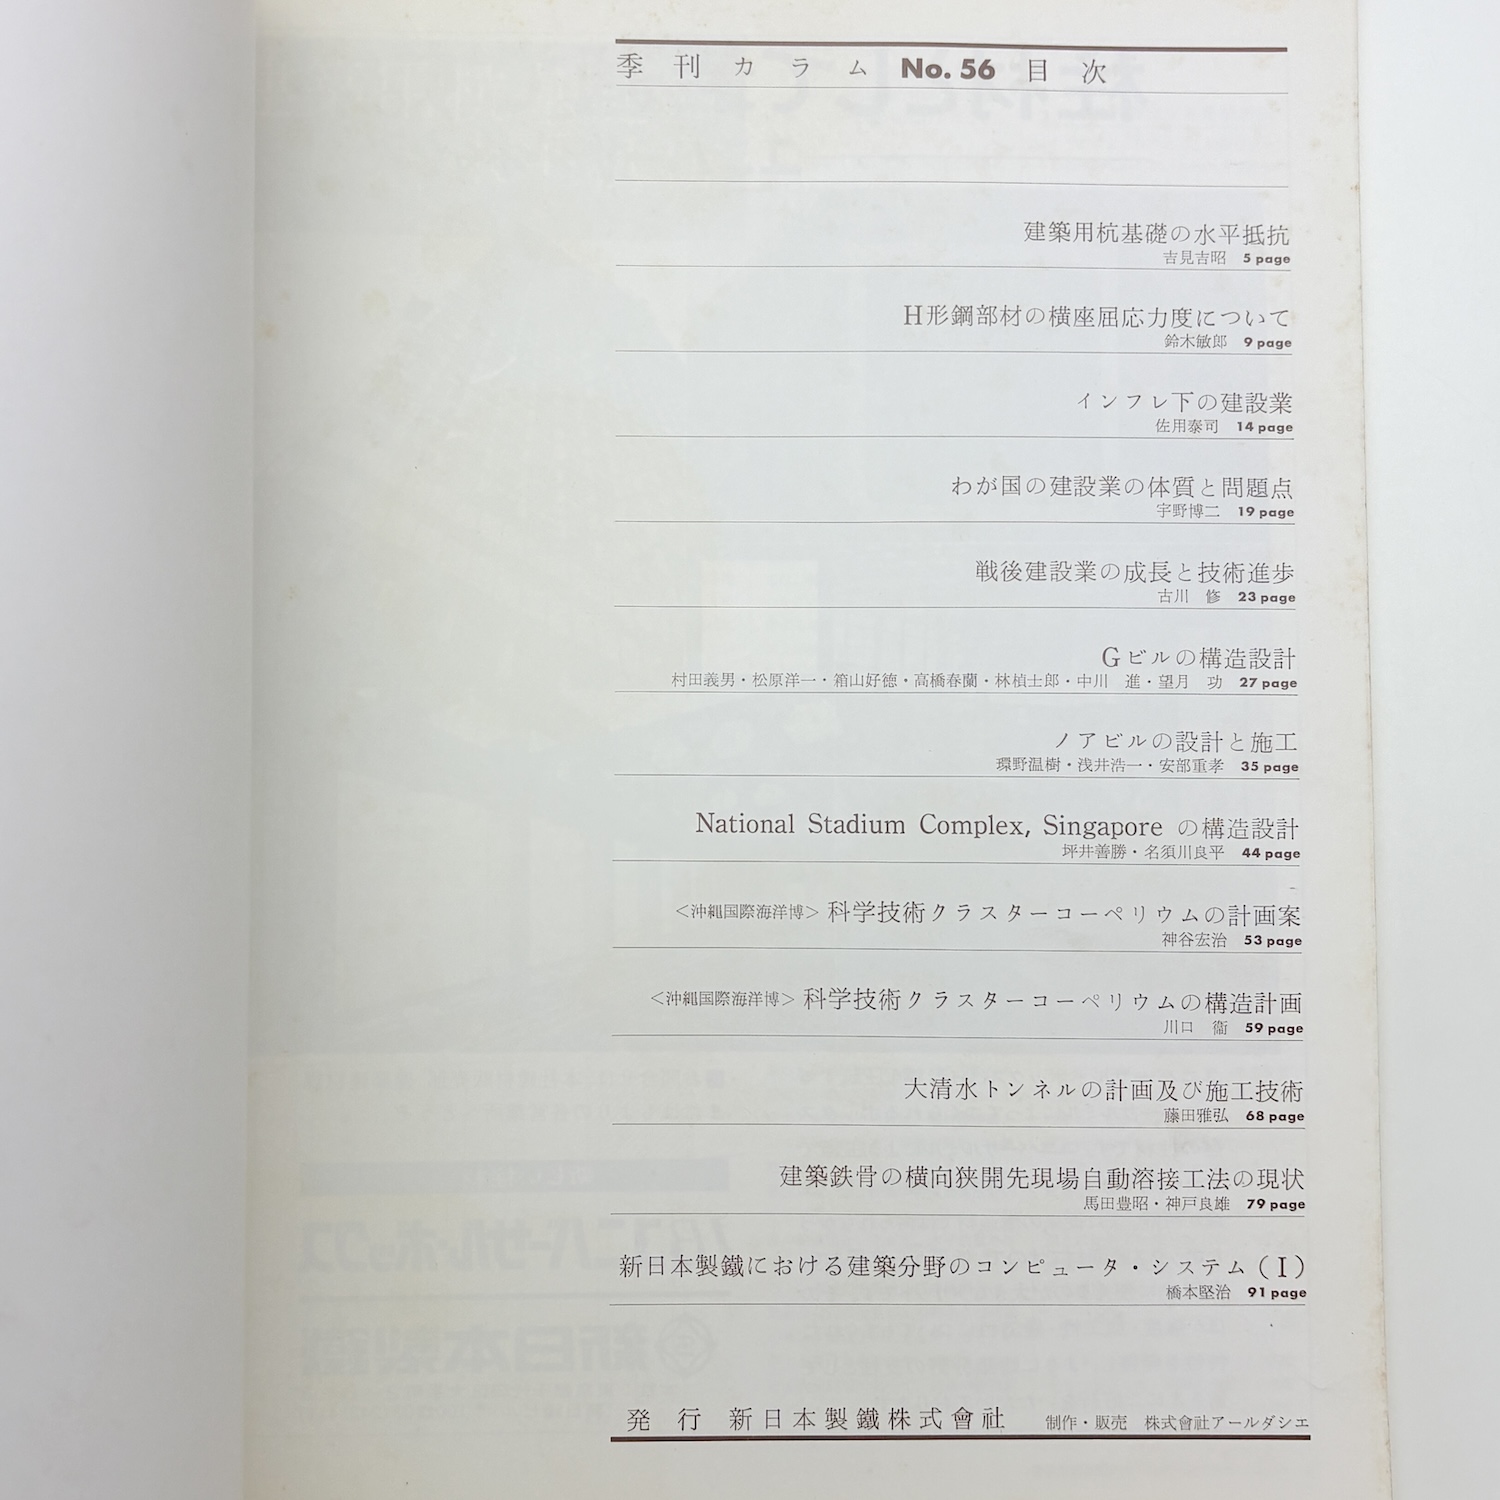 季刊カラム No. 56 目次
建築用杭基礎の水平抵抗
吉見吉昭 5 page
H形鋼部材の横座屈応力度について
鈴木敏郎 9 page
インフレ下の建設業
佐用泰司 14 page
わが国の建設業の体質と問題点
宇野博二 19 page
戦後建設業の成長と技術進歩
古川 修 23 page
Gビルの構造設計
村田義男・松原洋一・箱山好徳・高橋春蘭・林楨士郎・中川 進・望月 功 27 page
ノアビルの設計と施工
環野温樹・浅井浩一・安部重孝 35 page
National Stadium Complex, Singapore の構造設計
坪井善勝・名須川良平 44 page
<沖縄国際海洋博> 科学技術クラスターコーペリウムの計画案
神谷宏治 53 page
<沖縄国際海洋博> 科学技術クラスターコーペリウムの構造計画
川口 衞 59 page
大清水トンネルの計画及び施工技術
藤田雅弘 68 page
建築鉄骨の横向狭開先現場自動溶接工法の現状
馬田豊昭・神戸良雄 79 page
新日本製鐵における建築分野のコンピュータ・システム(I)
橋本堅治 91 page
発行 新日本製鐵株式會社 制作・販売 株式會社アールダシエ
新日本製鐵